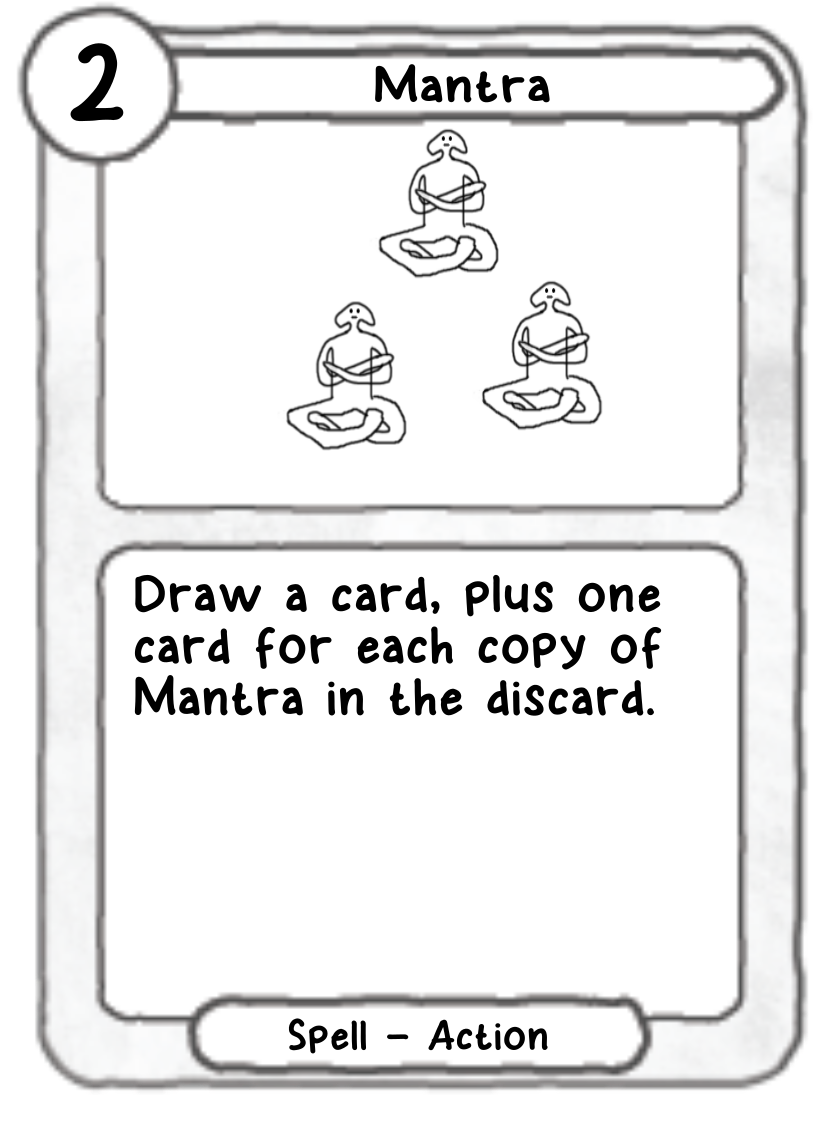 2
Mantra
Draw a card, plus one
card for each copy of
Mantra in the discard.
Spell – Action